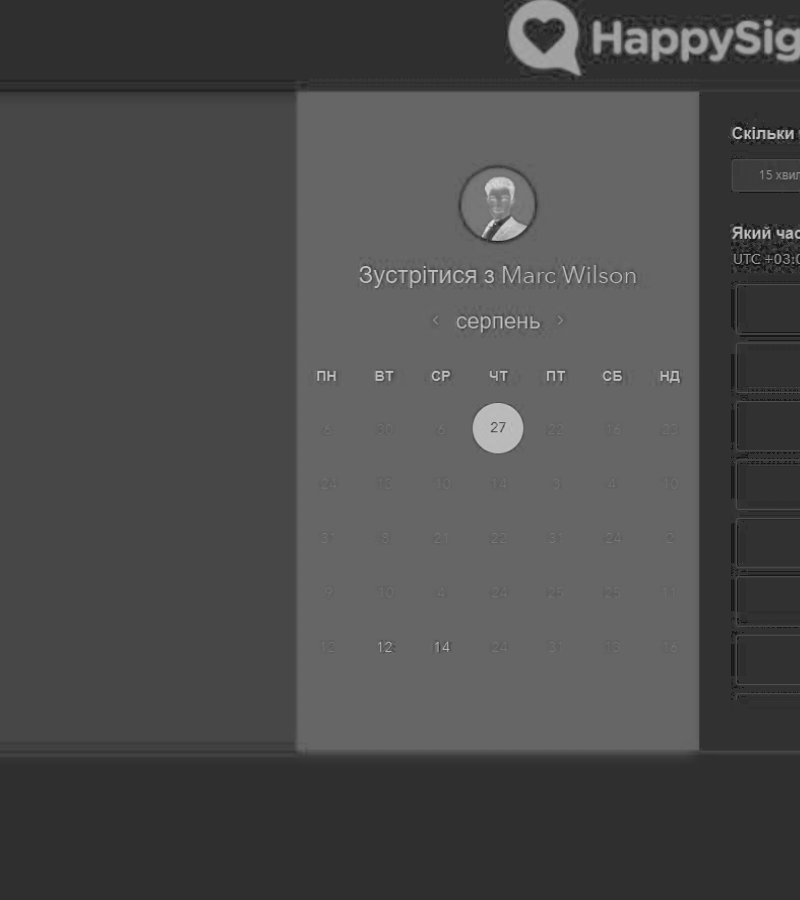 HappySig
Скільки
15 хвил
Зустрітися з Marc Wilson
Який час
UTC +03:0
серпень
ПН ВТ СР ЧТ ПТ СБ НД
6 30 6 27 22 16 23
24 13 10 14 3 4 10
31 8 21 22 31 24 2
9 10 4 24 25 25 11
12 12 14 24 31 15 16